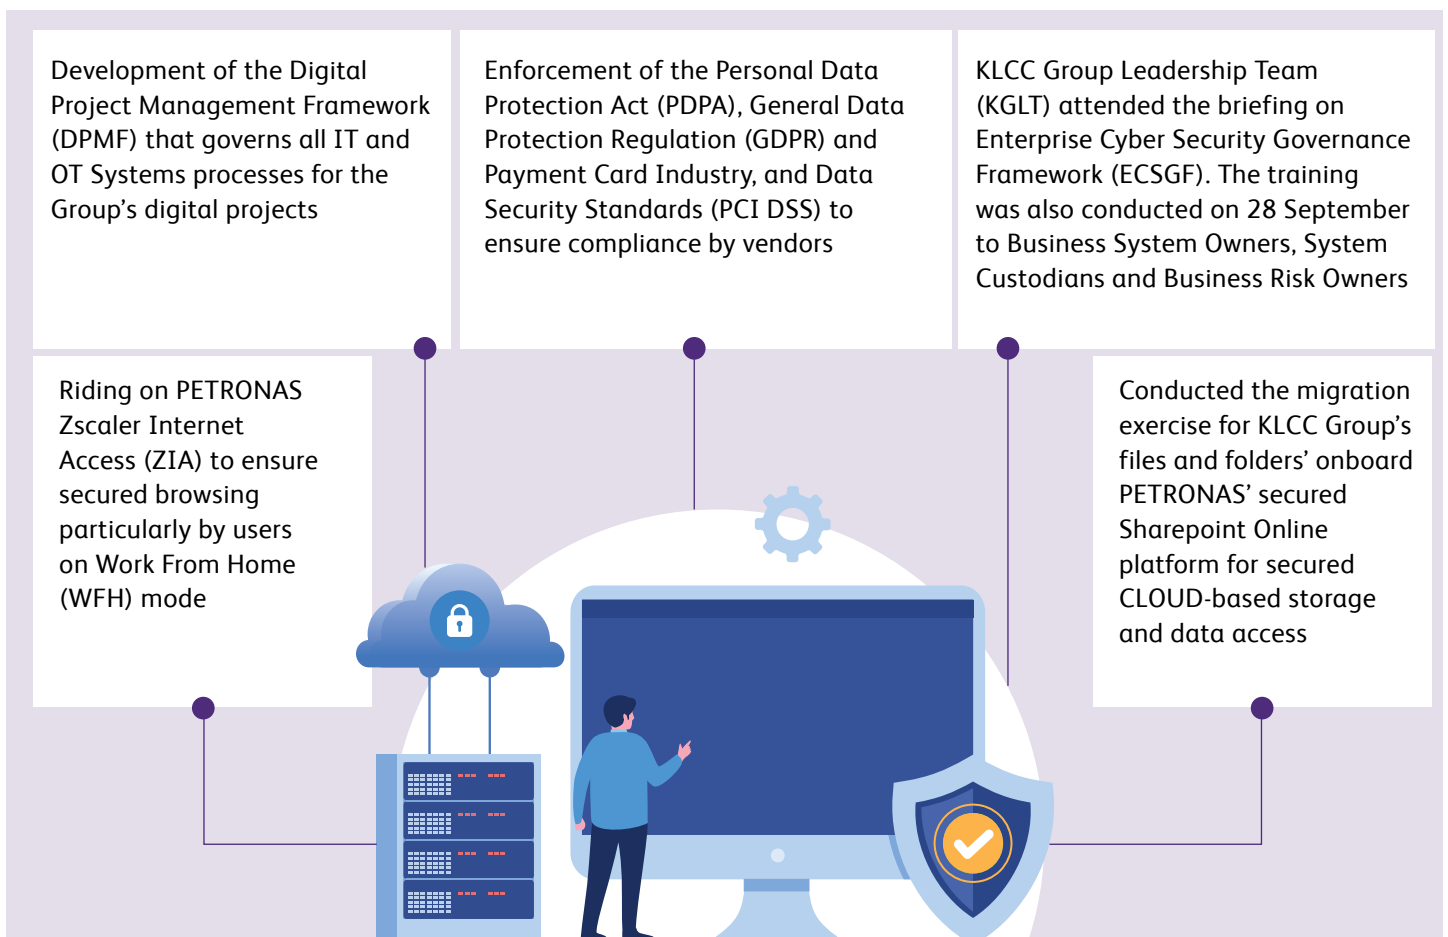 Development of the Digital
Project Management Framework
(DPMF) that governs all IT and
OT Systems processes for the
Group’s digital projects
Enforcement of the Personal Data
Protection Act (PDPA), General Data
Protection Regulation (GDPR) and
Payment Card Industry, and Data
Security Standards (PCI DSS) to
ensure compliance by vendors
KLCC Group Leadership Team
(KGLT) attended the briefing on
Enterprise Cyber Security Governance
Framework (ECSGF). The training
was also conducted on 28 September
to Business System Owners, System
Custodians and Business Risk Owners
Riding on PETRONAS
Zscaler Internet
Access (ZIA) to ensure
secured browsing
particularly by users
on Work From Home
(WFH) mode
Conducted the migration
exercise for KLCC Group’s
files and folders’ onboard
PETRONAS’ secured
Sharepoint Online
platform for secured
CLOUD-based storage
and data access